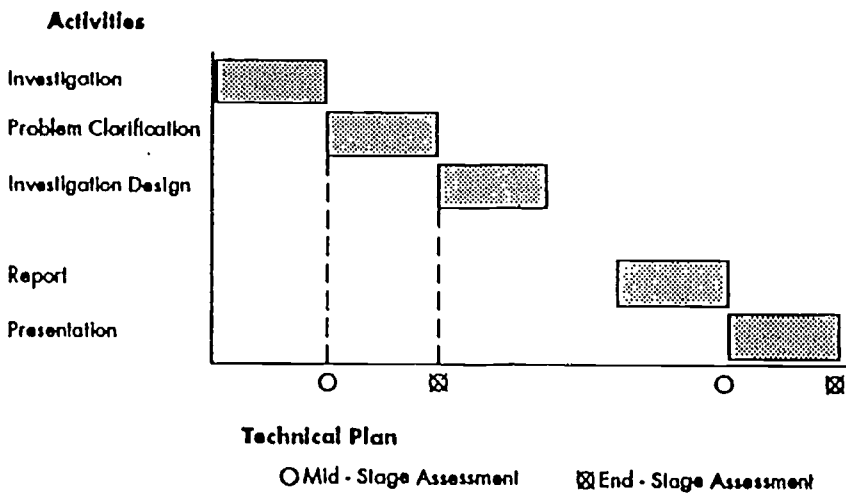 Activities
Investigation
Problem Clarification
Investigation Design
Report
Presentation
Technical Plan
Mid - Stage Assessment
End - Stage Assessment